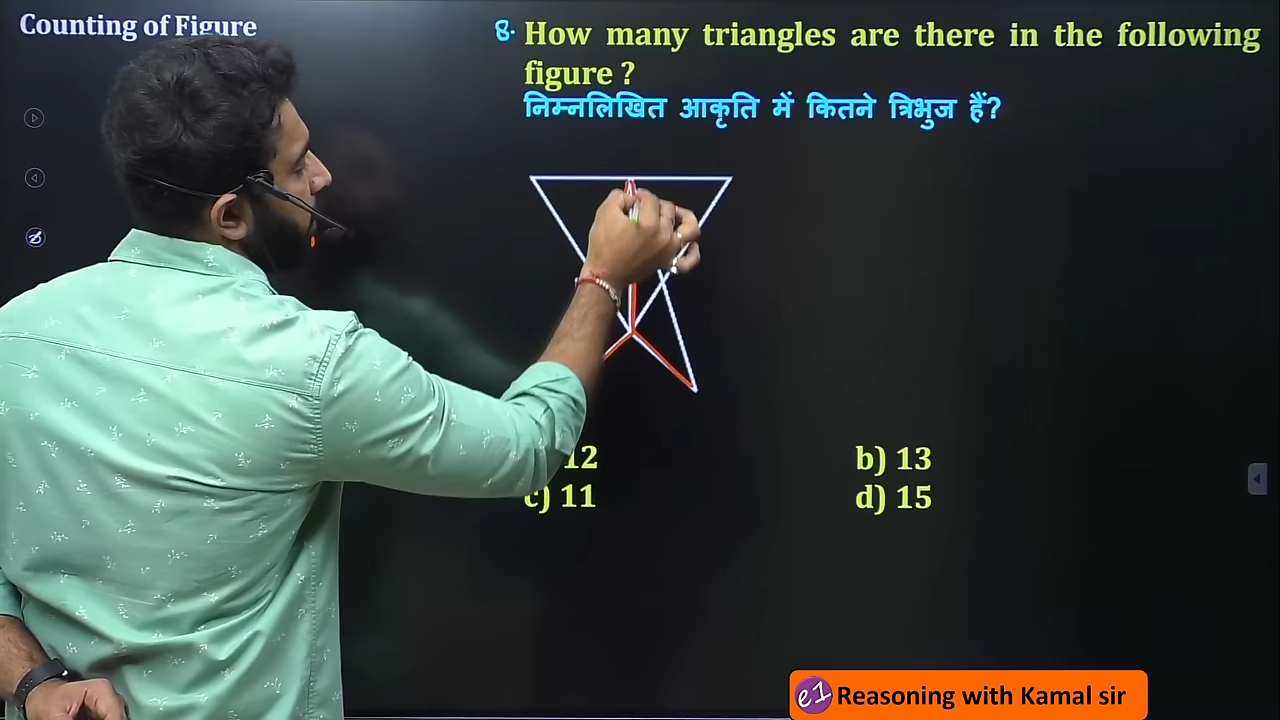 Counting of Figure
8. How many triangles are there in the following
figure ?
निम्नलिखित आकृति में कितने त्रिभुज हैं?
12
b) 13
c) 11
d) 15
e1 Reasoning with Kamal sir